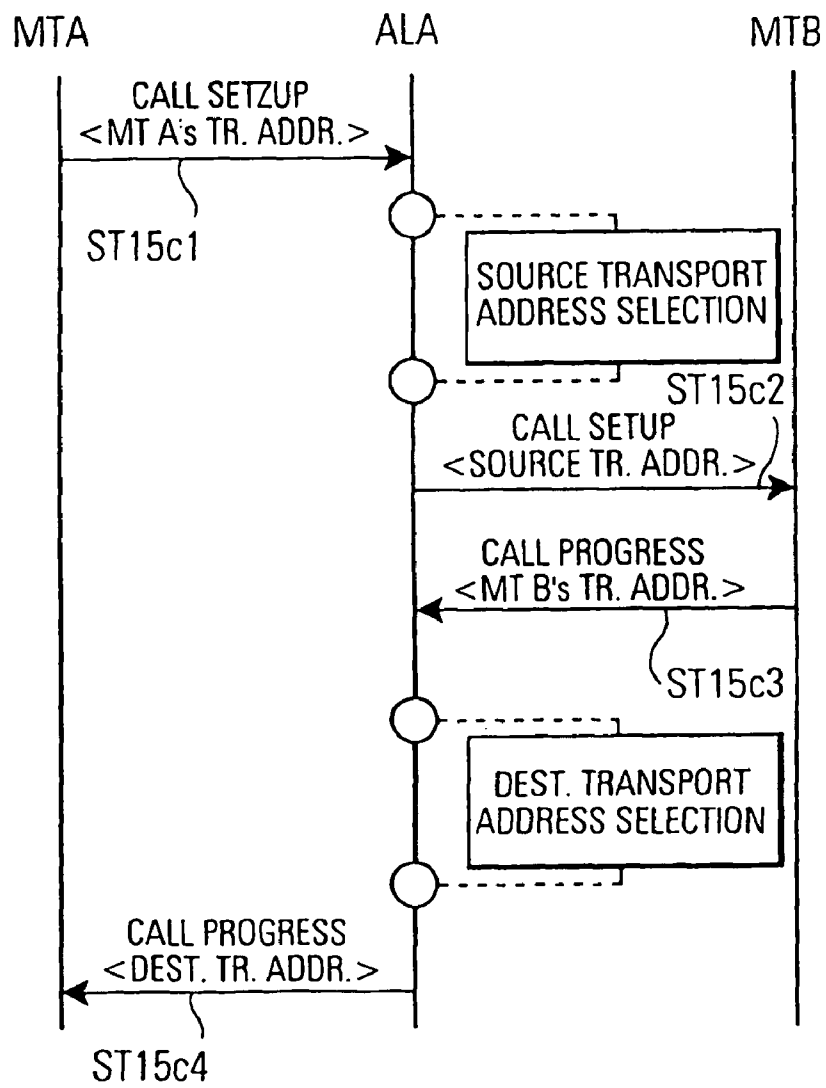 MTA
ALA
MTB
CALL SETZUP
<MT A's TR. ADDR.>
ST15c1
SOURCE TRANSPORT
ADDRESS SELECTION
ST15c2
CALL SETUP
<SOURCE TR. ADDR.>
CALL PROGRESS
<MT B's TR. ADDR.>
ST15c3
DEST. TRANSPORT
ADDRESS SELECTION
CALL PROGRESS
<DEST. TR. ADDR.>
ST15c4